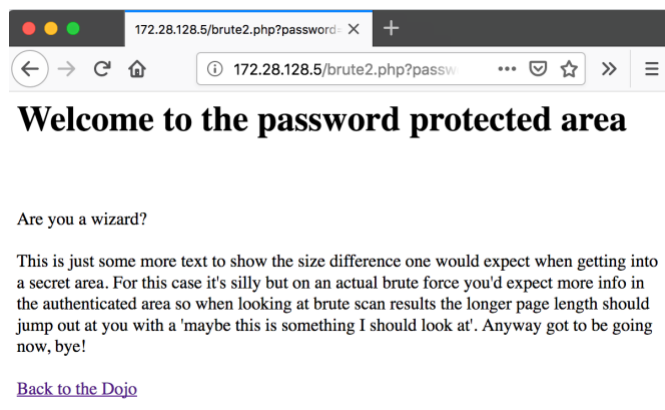 172.28.128.5/brute2.php?password=
172.28.128.5/brute2.php?passw
Welcome to the password protected area
Are you a wizard?
This is just some more text to show the size difference one would expect when getting into
a secret area. For this case it's silly but on an actual brute force you'd expect more info in
the authenticated area so when looking at brute scan results the longer page length should
jump out at you with a 'maybe this is something I should look at'. Anyway got to be going
now, bye!
Back to the Dojo